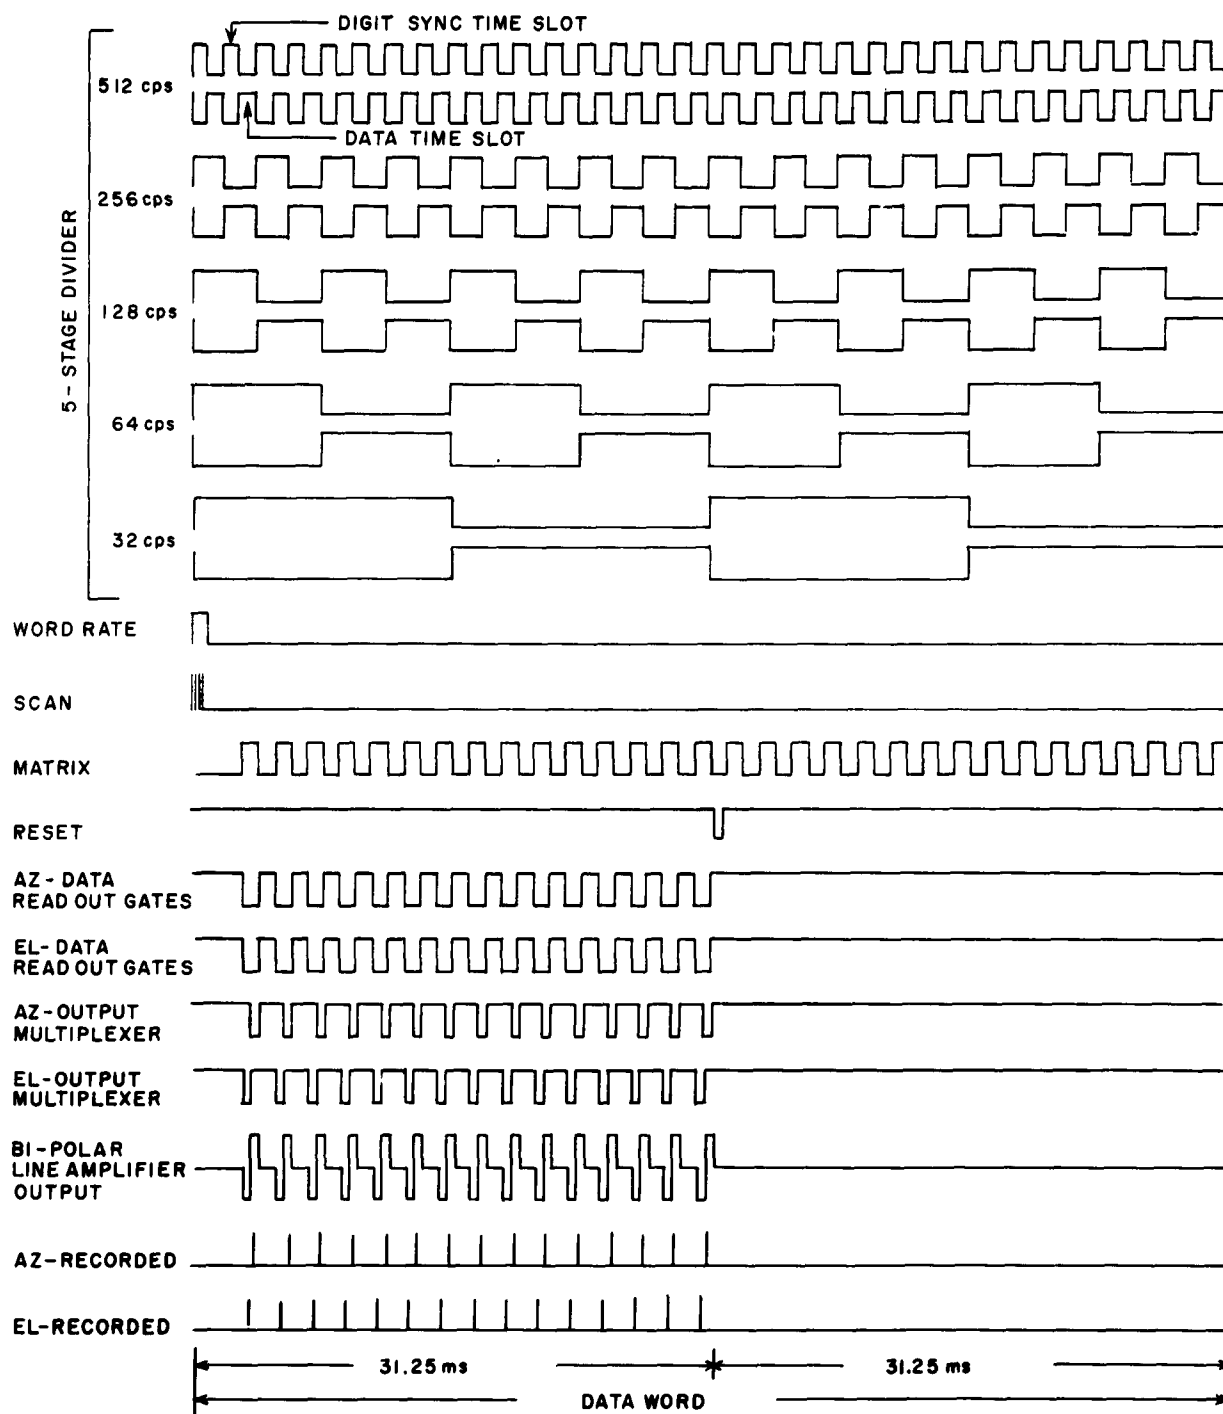 DIGIT SYNC TIME SLOT
512 cps
DATA TIME SLOT
256 cps
5-STAGE DIVIDER
128 cps
64 cps
32 cps
WORD RATE
SCAN
MATRIX
RESET
AZ-DATA
READ OUT GATES
EL-DATA
READ OUT GATES
AZ-OUTPUT
MULTIPLEXER
EL-OUTPUT
MULTIPLEXER
BI-POLAR
LINE AMPLIFIER
OUTPUT
AZ-RECORDED
EL-RECORDED
31.25 ms
31.25 ms
DATA WORD